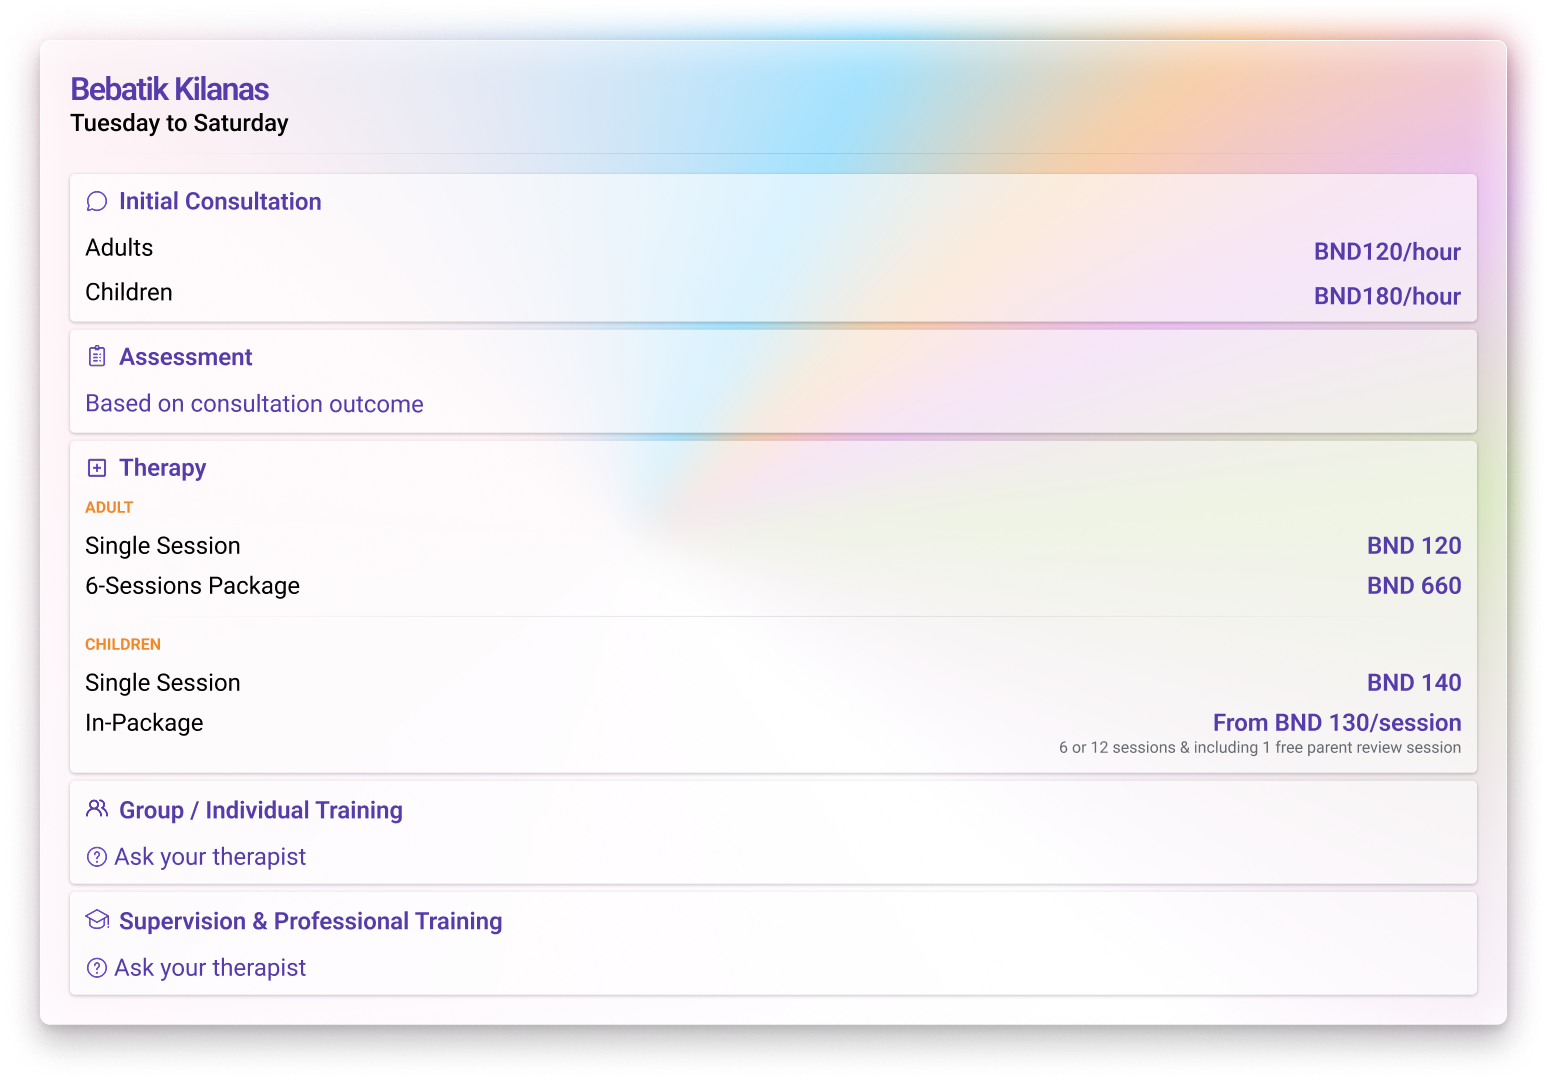 Bebatik Kilanas
Tuesday to Saturday
Initial Consultation
Adults BND120/hour
Children BND180/hour
Assessment
Based on consultation outcome
Therapy
ADULT
Single Session BND 120
6-Sessions Package BND 660
CHILDREN
Single Session BND 140
In-Package From BND 130/session
6 or 12 sessions & including 1 free parent review session
Group / Individual Training
Ask your therapist
Supervision & Professional Training
Ask your therapist